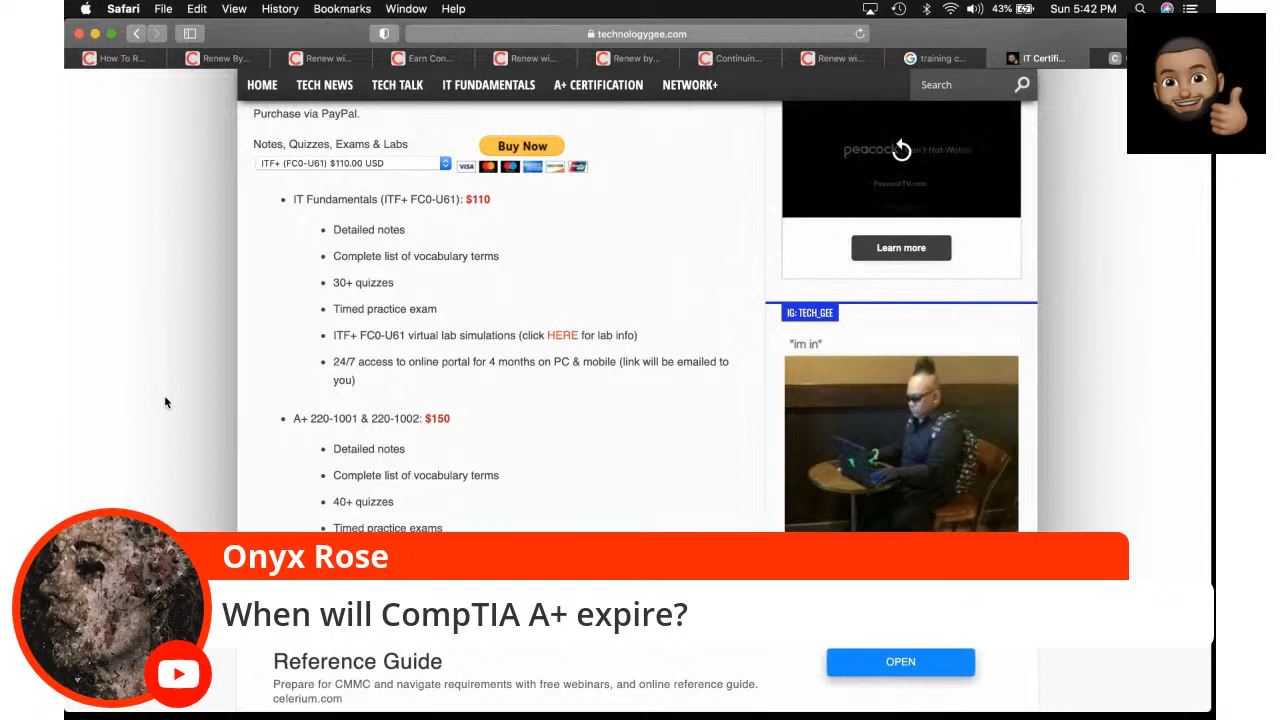 Safari File Edit View History Bookmarks Window Help 43% Sun 5:42 PM
technologygee.com
How To R... Renew By... Renew wi... Earn Con... Renew wi... Renew by... Continuin... Renew wi... training c... IT Certifi...
HOME TECH NEWS TECH TALK IT FUNDAMENTALS A+ CERTIFICATION NETWORK+ Search
Purchase via PayPal.
Notes, Quizzes, Exams & Labs
ITF+ (FC0-U61) $110.00 USD
Buy Now
VISA
• IT Fundamentals (ITF+ FC0-U61): $110
• Detailed notes
• Complete list of vocabulary terms
• 30+ quizzes
• Timed practice exam
• ITF+ FC0-U61 virtual lab simulations (click HERE for lab info)
• 24/7 access to online portal for 4 months on PC & mobile (link will be emailed to
you)
• A+ 220-1001 & 220-1002: $150
• Detailed notes
• Complete list of vocabulary terms
• 40+ quizzes
• Timed practice exams
peacock
PeacockTV.com
Learn more
IG: TECH_GEE
"im in"
Onyx Rose
When will CompTIA A+ expire?
Reference Guide
Prepare for CMMC and navigate requirements with free webinars, and online reference guide.
celerium.com
OPEN